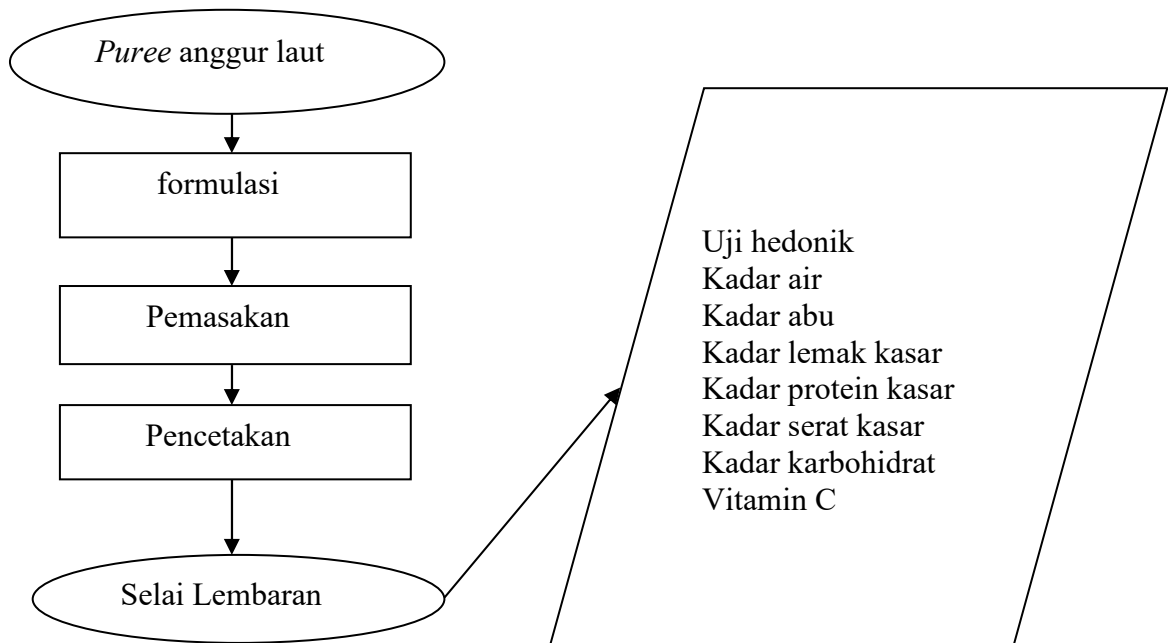 Puree anggur laut
formulasi
Pemasakan
Pencetakan
Selai Lembaran
Uji hedonik
Kadar air
Kadar abu
Kadar lemak kasar
Kadar protein kasar
Kadar serat kasar
Kadar karbohidrat
Vitamin C